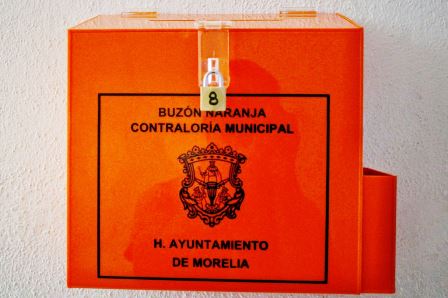 8
BUZÓN NARANJA
CONTRALORÍA MUNICIPAL
H. AYUNTAMIENTO
DE MORELIA